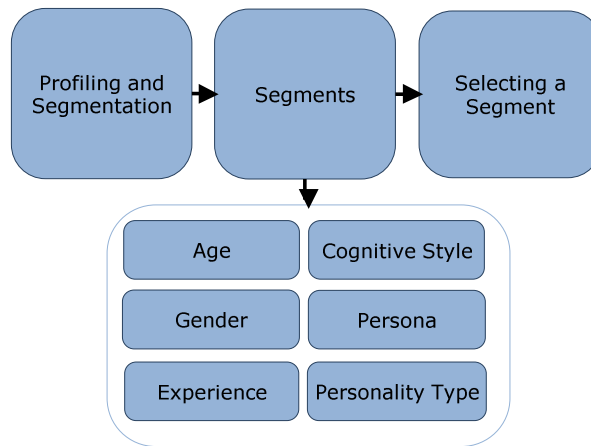 Profiling and
Segmentation
Segments
Selecting a
Segment
Age
Cognitive Style
Gender
Persona
Experience
Personality Type